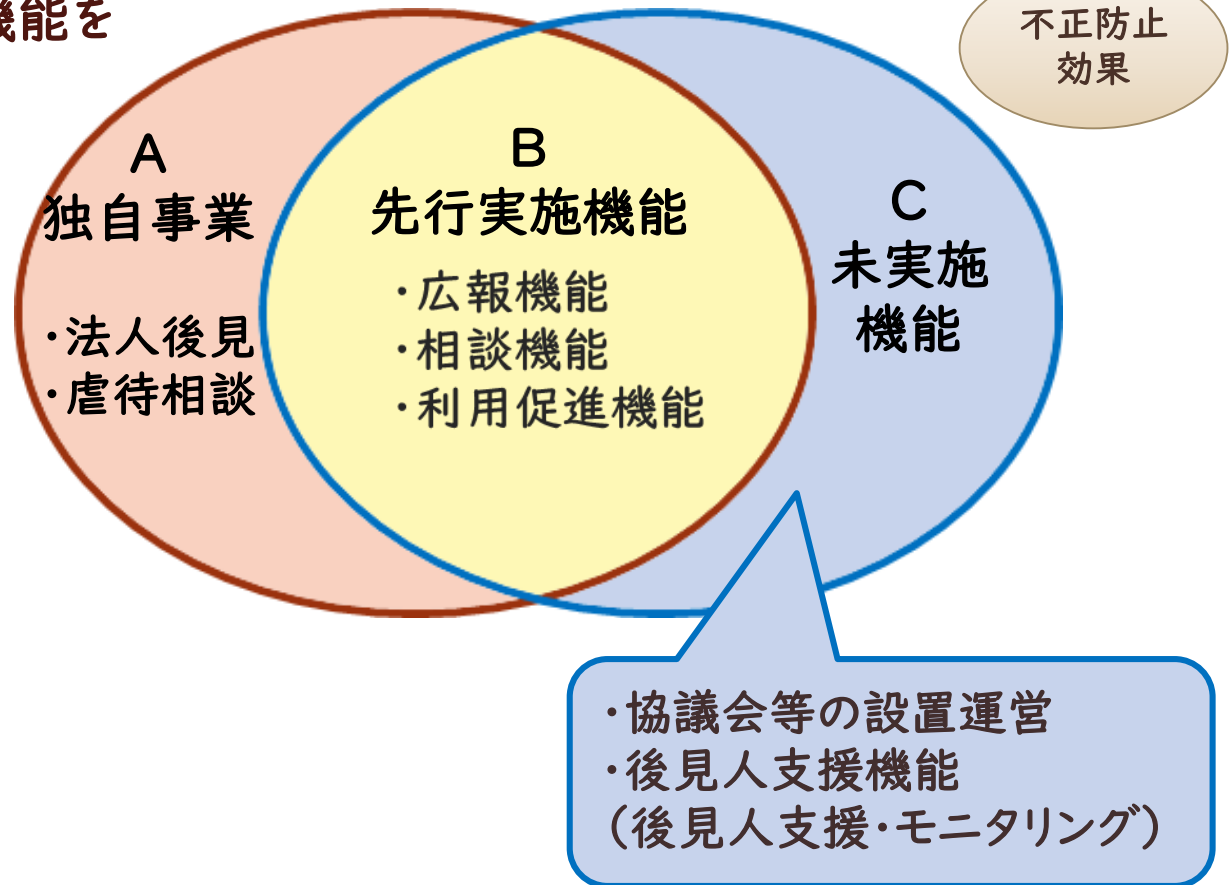 機能を
不正防止
効果
A
独自事業
・法人後見
・虐待相談
B
先行実施機能
・広報機能
・相談機能
・利用促進機能
C
未実施
機能
・協議会等の設置運営
・後見人支援機能
(後見人支援・モニタリング)